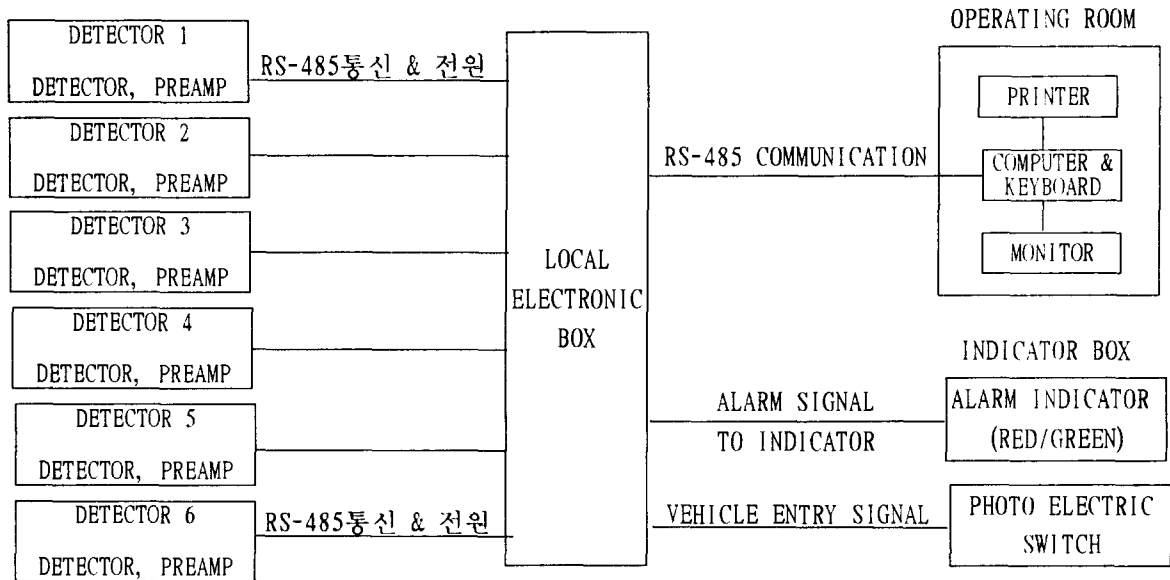 DETECTOR 1
DETECTOR, PREAMP
RS-485통신 & 전원
DETECTOR 2
DETECTOR, PREAMP
DETECTOR 3
DETECTOR, PREAMP
DETECTOR 4
DETECTOR, PREAMP
DETECTOR 5
DETECTOR, PREAMP
DETECTOR 6
DETECTOR, PREAMP
RS-485통신 & 전원
LOCAL
ELECTRONIC
BOX
RS-485 COMMUNICATION
OPERATING ROOM
PRINTER
COMPUTER &
KEYBOARD
MONITOR
ALARM SIGNAL
TO INDICATOR
INDICATOR BOX
ALARM INDICATOR
(RED/GREEN)
VEHICLE ENTRY SIGNAL
PHOTO ELECTRIC
SWITCH